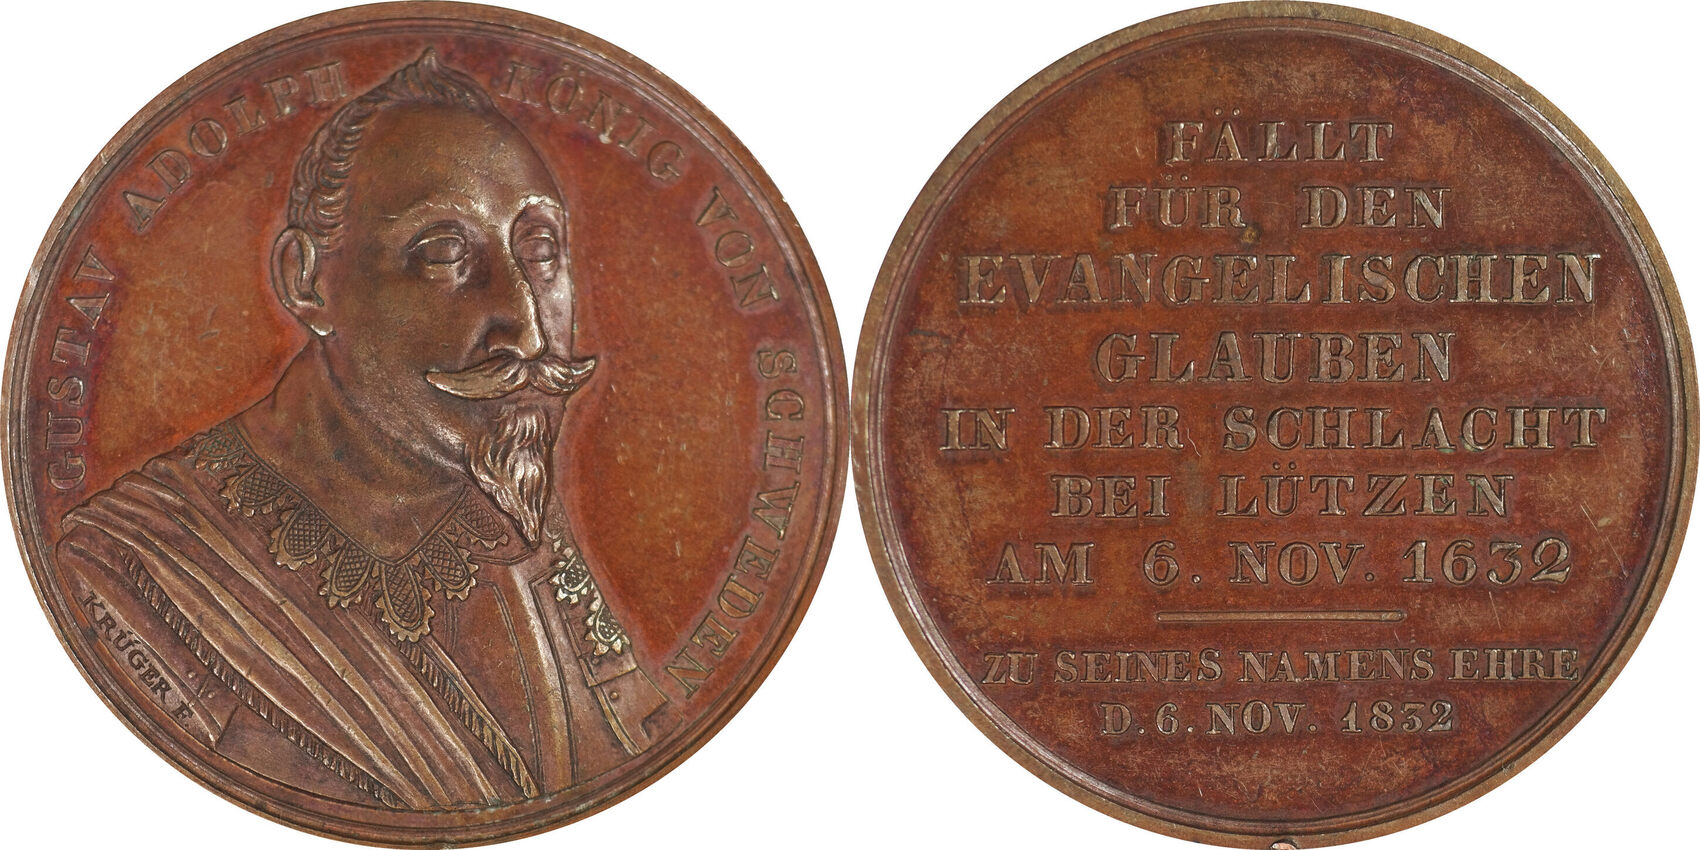 GUSTAV ADOLPH KÖNIG VON SCHWEDEN
KRÜGER F.
FÄLLT
FÜR DEN
EVANGELISCHEN
GLAUBEN
IN DER SCHLACHT
BEI LÜTZEN
AM 6. NOV. 1632
ZU SEINES NAMENS EHRE
D. 6. NOV. 1832